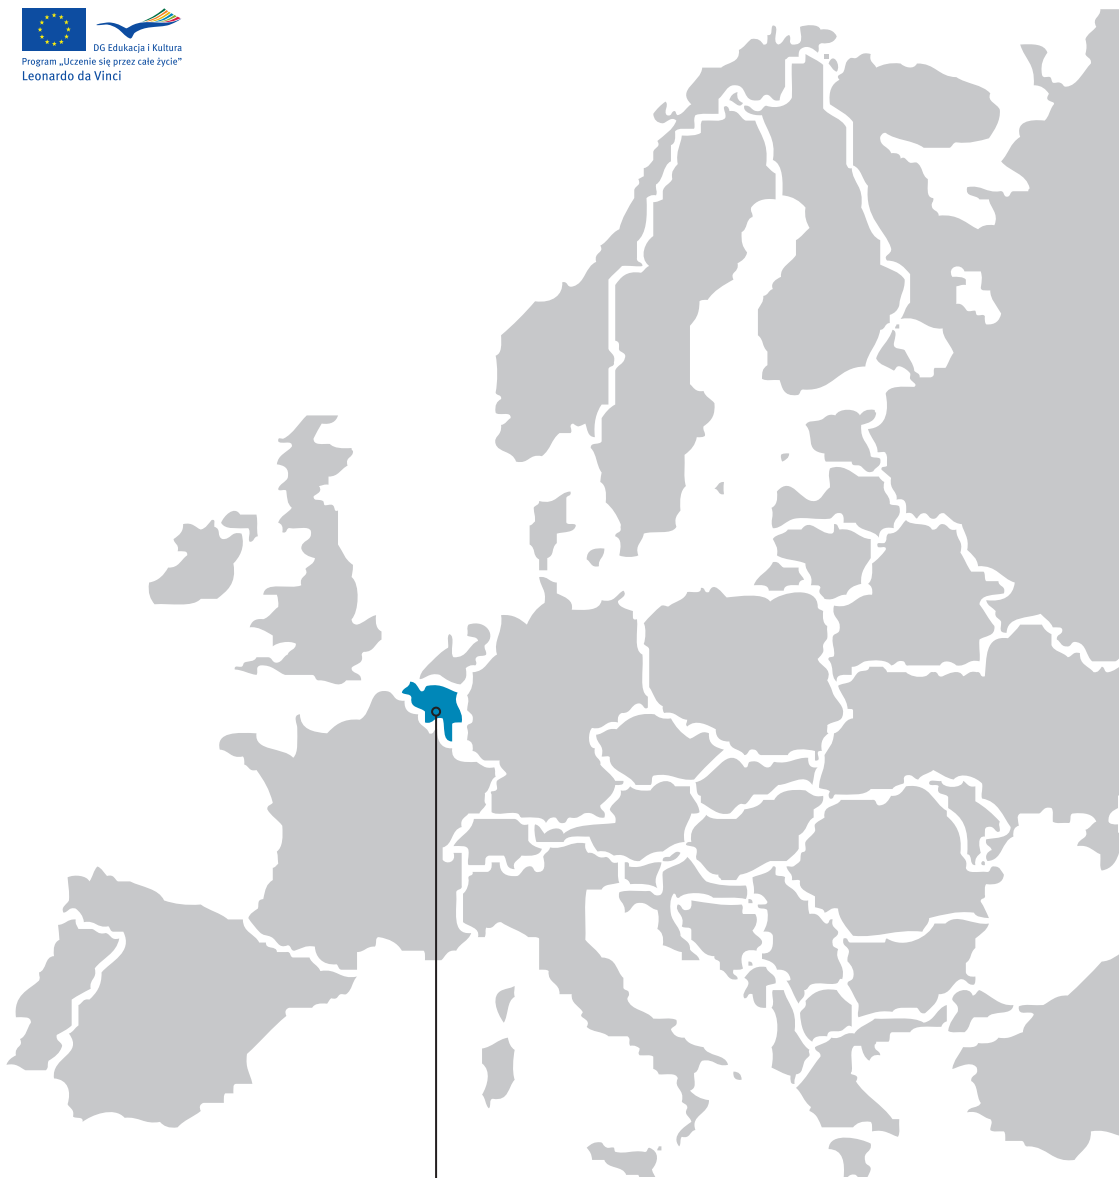 DG Edukacja i Kultura
Program „Uczenie się przez całe życie”
Leonardo da Vinci